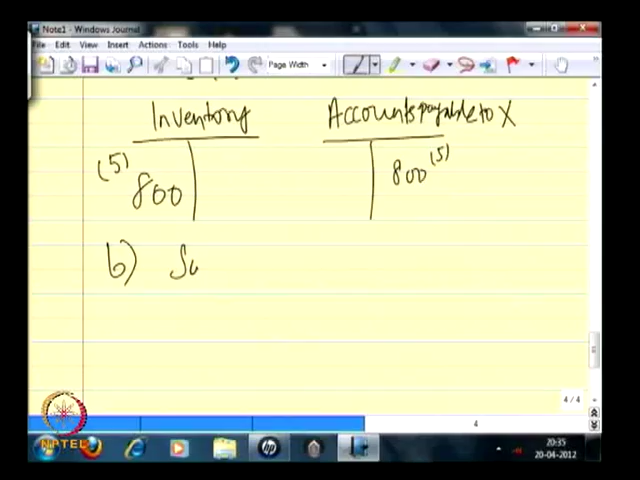 Note1 - Windows Journal
File Edit View Insert Actions Tools Help
Page Width
Inventory Accounts payable to X
(5) 800 800 (5)
6)
4 / 4
4
NPTEL
20:35
20-04-2012